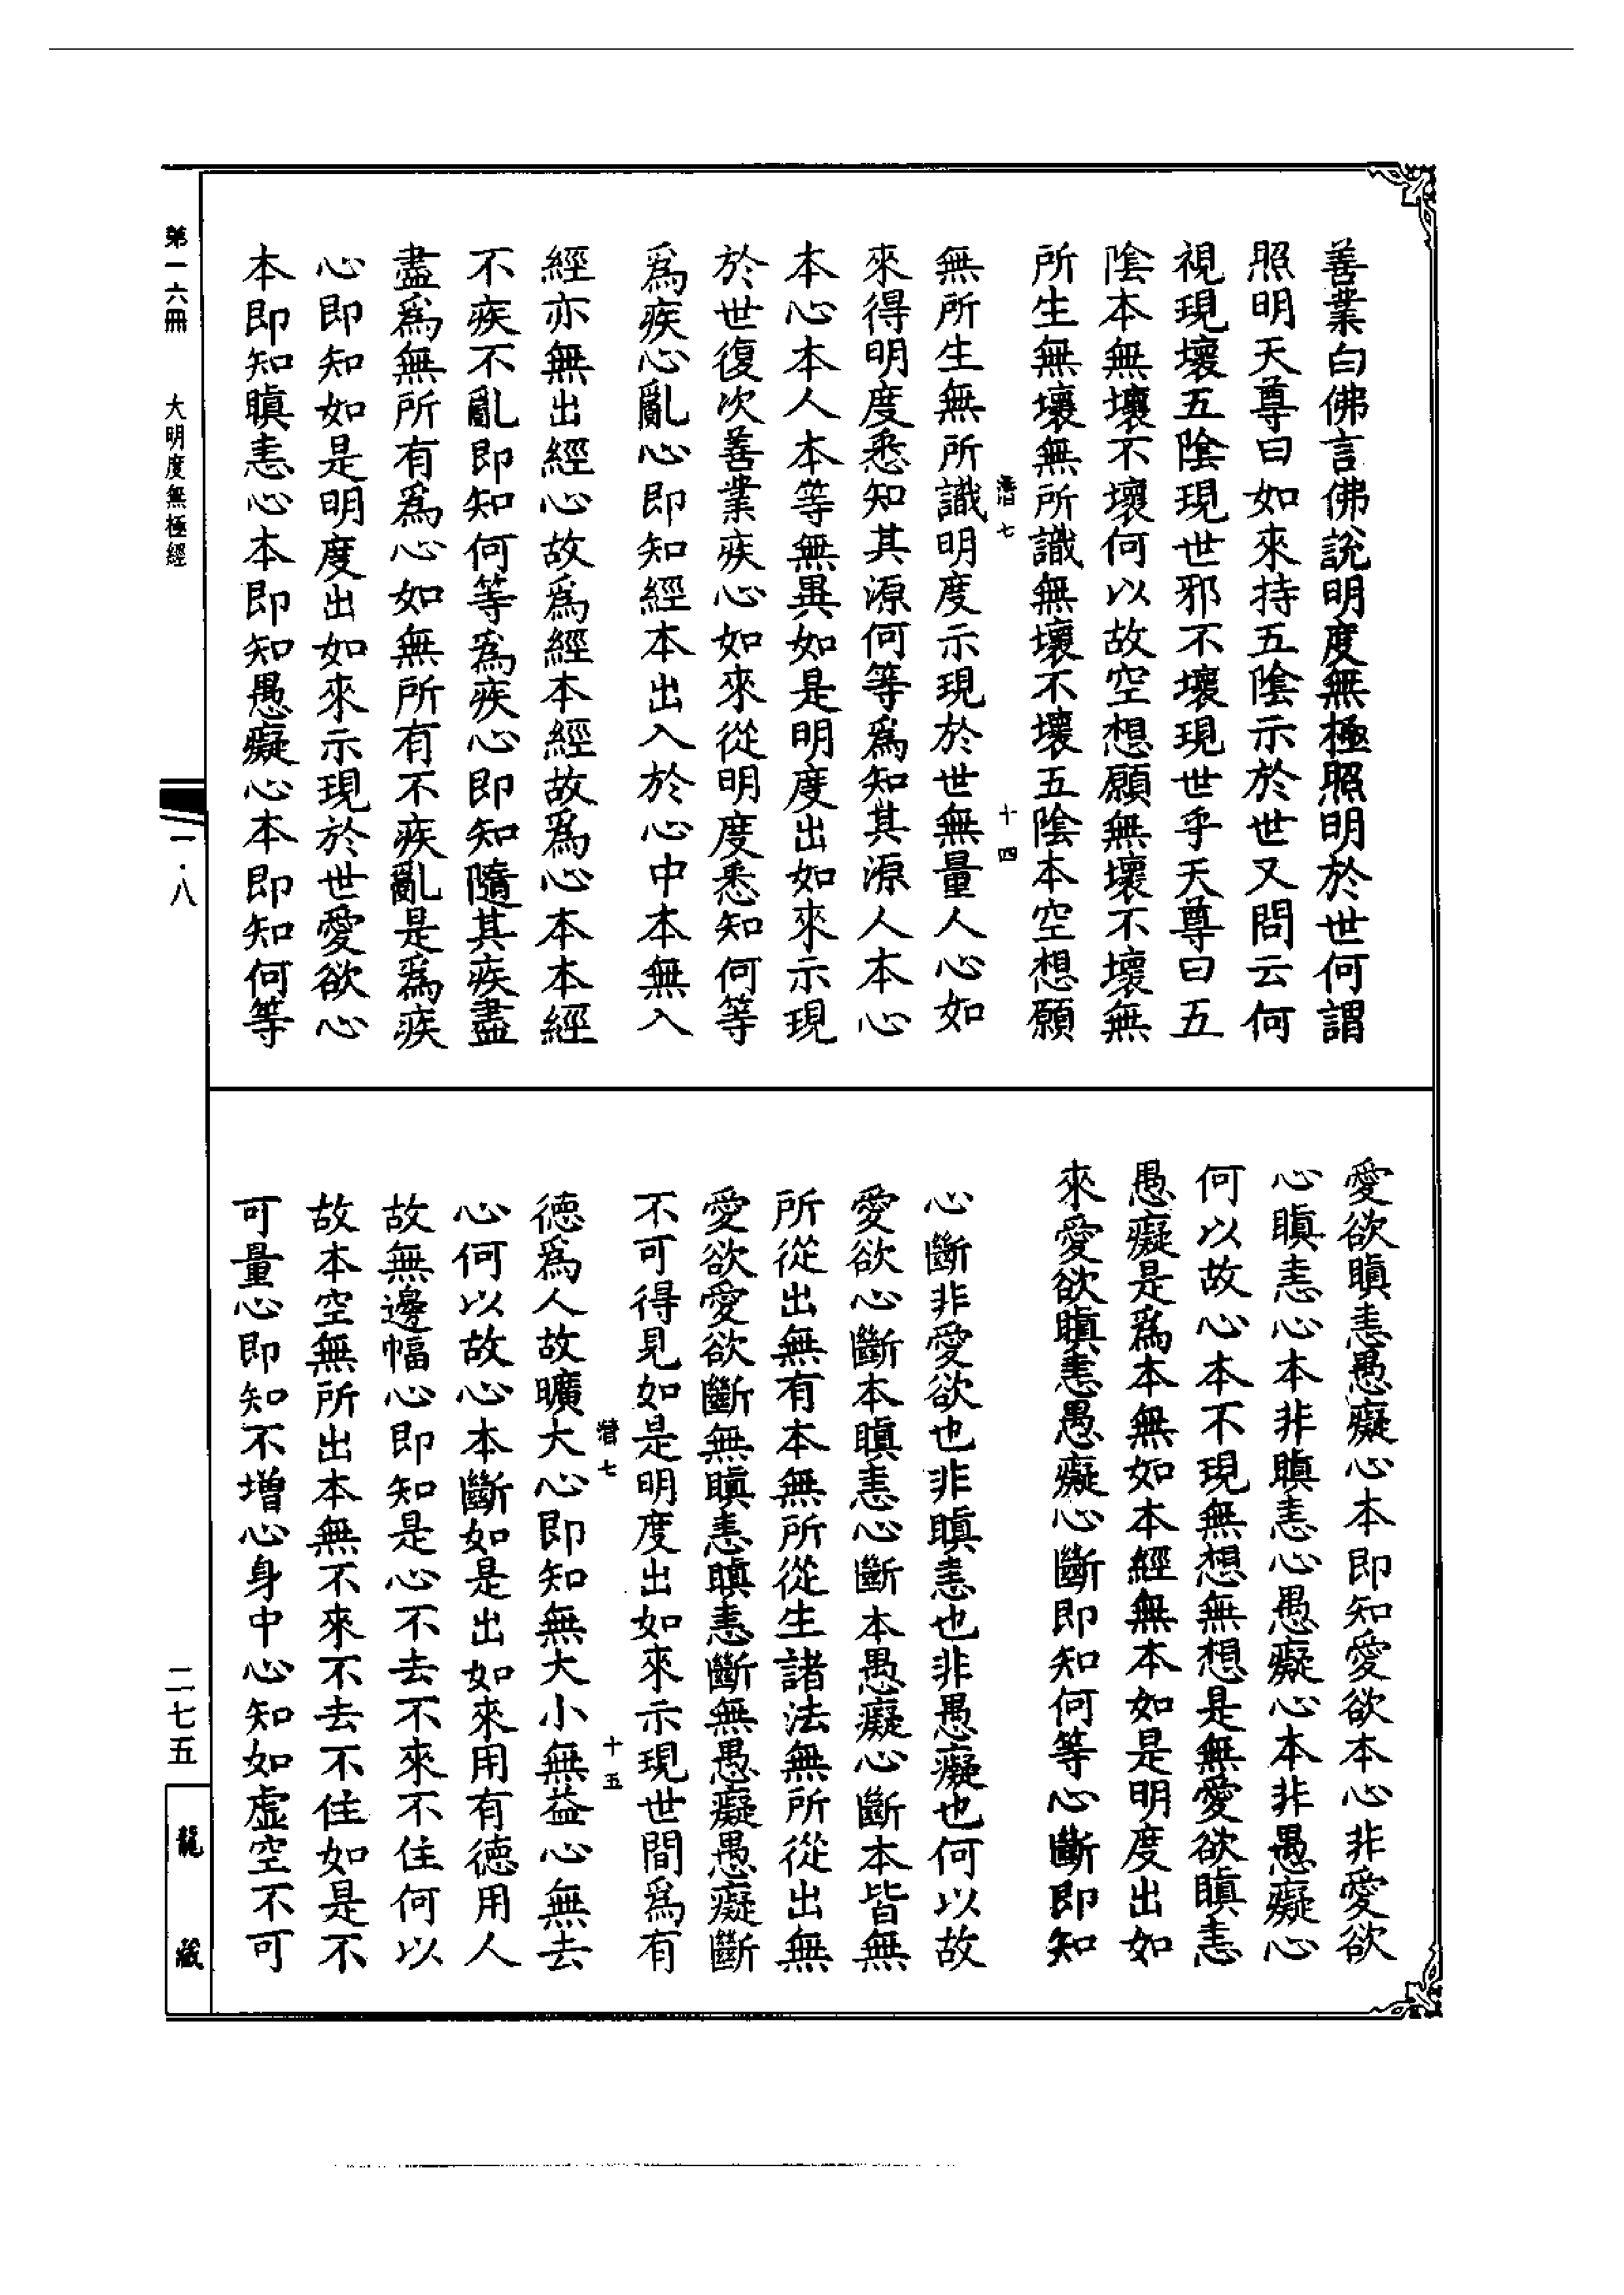 善業白佛言佛說明度無極照明於世何謂
照明天尊曰如來持五陰示於世又問云何
視現壞五陰現世邪不壞現世乎天尊曰五
陰本無壞不壞何以故空想願無壞不壞無
所生無壞無所識無壞不壞五陰本空想願
潛七 十四
無所生無所識明度示現於世無量人心如
來得明度悉知其源何等為知其源人本心
本心本人本等無異如是明度出如來示現
於世復次善業疾心如來從明度悉知何等
為疾心亂心即知經本出入於心中本無入
經亦無出經心故為經本經故為心本本經
不疾不亂即知何等為疾心即知隨其疾盡
盡為無所有為心如無所有不疾亂是為疾
心即知如是明度出如來示現於世愛欲心
本即知瞋恚心本即知愚癡心本即知何等
愛欲瞋恚愚癡心本即知愛欲本心非愛欲
心瞋恚心本非瞋恚心愚癡心本非愚癡心
何以故心本不現無想無想是無愛欲瞋恚
愚癡是為本無如本經無本如是明度出如
來愛欲瞋恚愚癡心斷即知何等心斷即知
心斷非愛欲也非瞋恚也非愚癡也何以故
愛欲心斷本瞋恚心斷本愚癡心斷本皆無
所從出無有本無所從生諸法無所從出無
愛欲愛欲斷無瞋恚瞋恚斷無愚癡愚癡斷
不可得見如是明度出如來示現世間為有
潛七 十五
德為人故曠大心即知無大小無益心無去
心何以故心本斷如是出如來用有德用人
故無邊幅心即知是心不去不來不住何以
故本空無所出本無不來不去不住如是不
可量心即知不增心身中心知如虛空不可
第一六冊 大明度無極經
一·八
二七五
龍藏